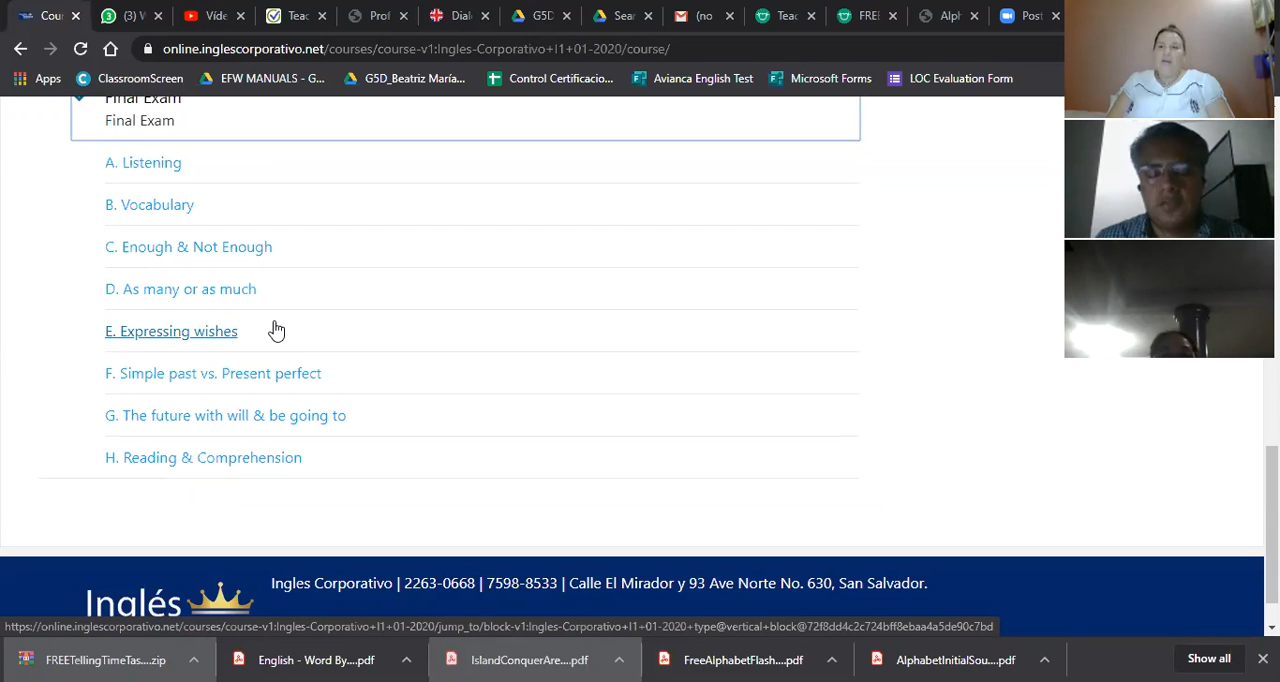 Cou
(3) W
Víde
Teac
Prof
Dial
G5D
Sear
(no
Teac
FREE
Alph
Post
online.inglescorporativo.net/courses/course-v1:Ingles-Corporativo+I1+01-2020/course/
Apps
ClassroomScreen
EFW MANUALS - G...
G5D_Beatriz María...
Control Certificacio...
Avianca English Test
Microsoft Forms
LOC Evaluation Form
Final Exam
Final Exam
A. Listening
B. Vocabulary
C. Enough & Not Enough
D. As many or as much
E. Expressing wishes
F. Simple past vs. Present perfect
G. The future with will & be going to
H. Reading & Comprehension
Inglés
Ingles Corporativo | 2263-0668 | 7598-8533 | Calle El Mirador y 93 Ave Norte No. 630, San Salvador.
https://online.inglescorporativo.net/courses/course-v1:Ingles-Corporativo+I1+01-2020/jump_to/block-v1:Ingles-Corporativo+I1+01-2020+type@vertical+block@72f8dd4c2c724bff8ebaa4a5de90c7bd
FREETellingTimeTas....zip
English - Word By....pdf
IslandConquerAre....pdf
FreeAlphabetFlash....pdf
AlphabetInitialSou....pdf
Show all